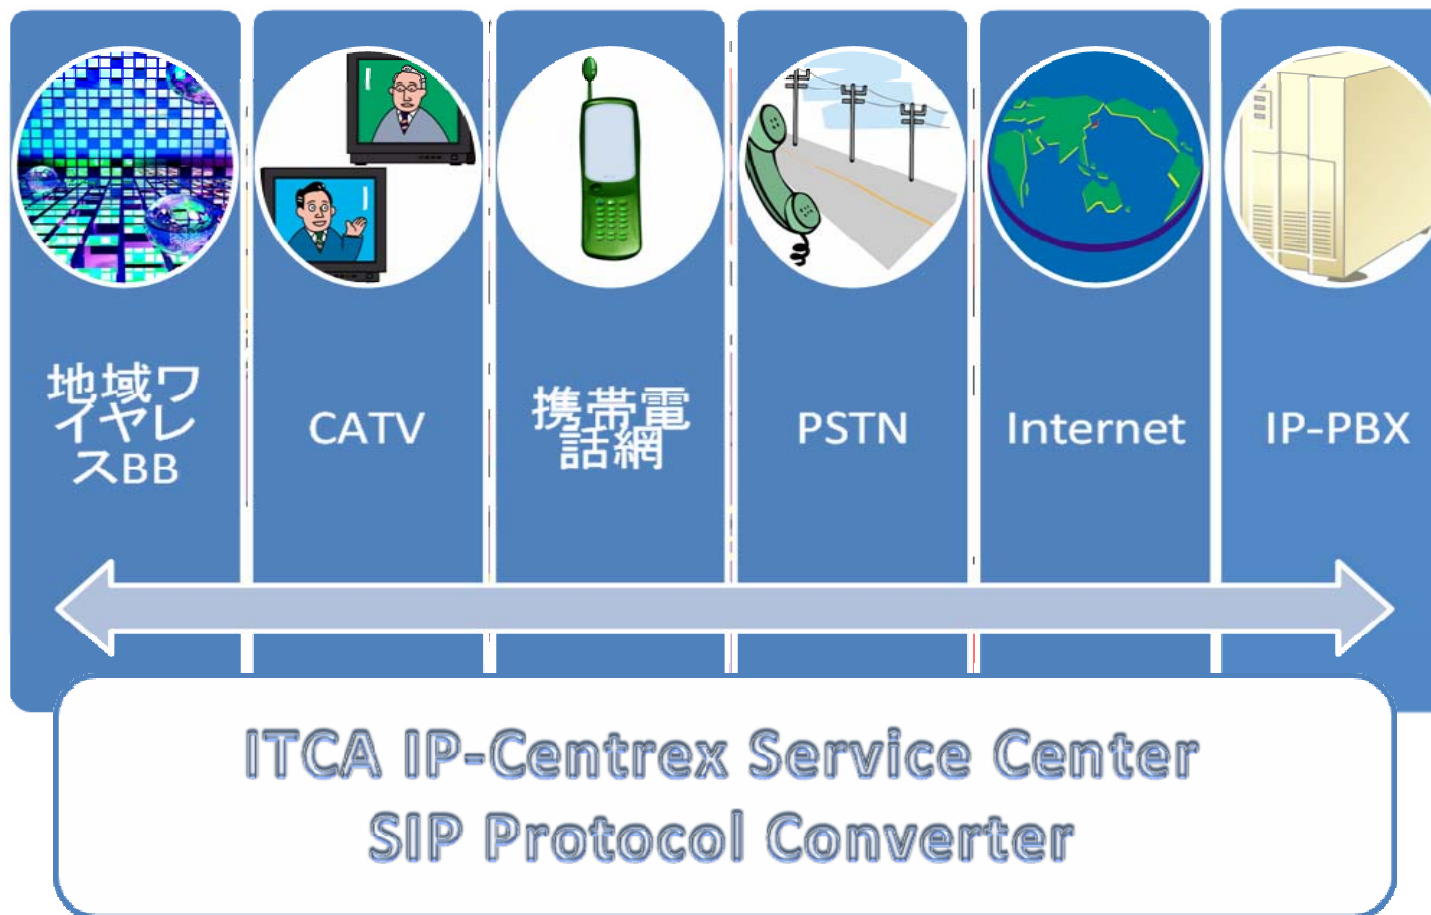 地域ワ
イヤレ
スBB
CATV
携帯電
話網
PSTN
Internet
IP-PBX
ITCA IP-Centrex Service Center
SIP Protocol Converter